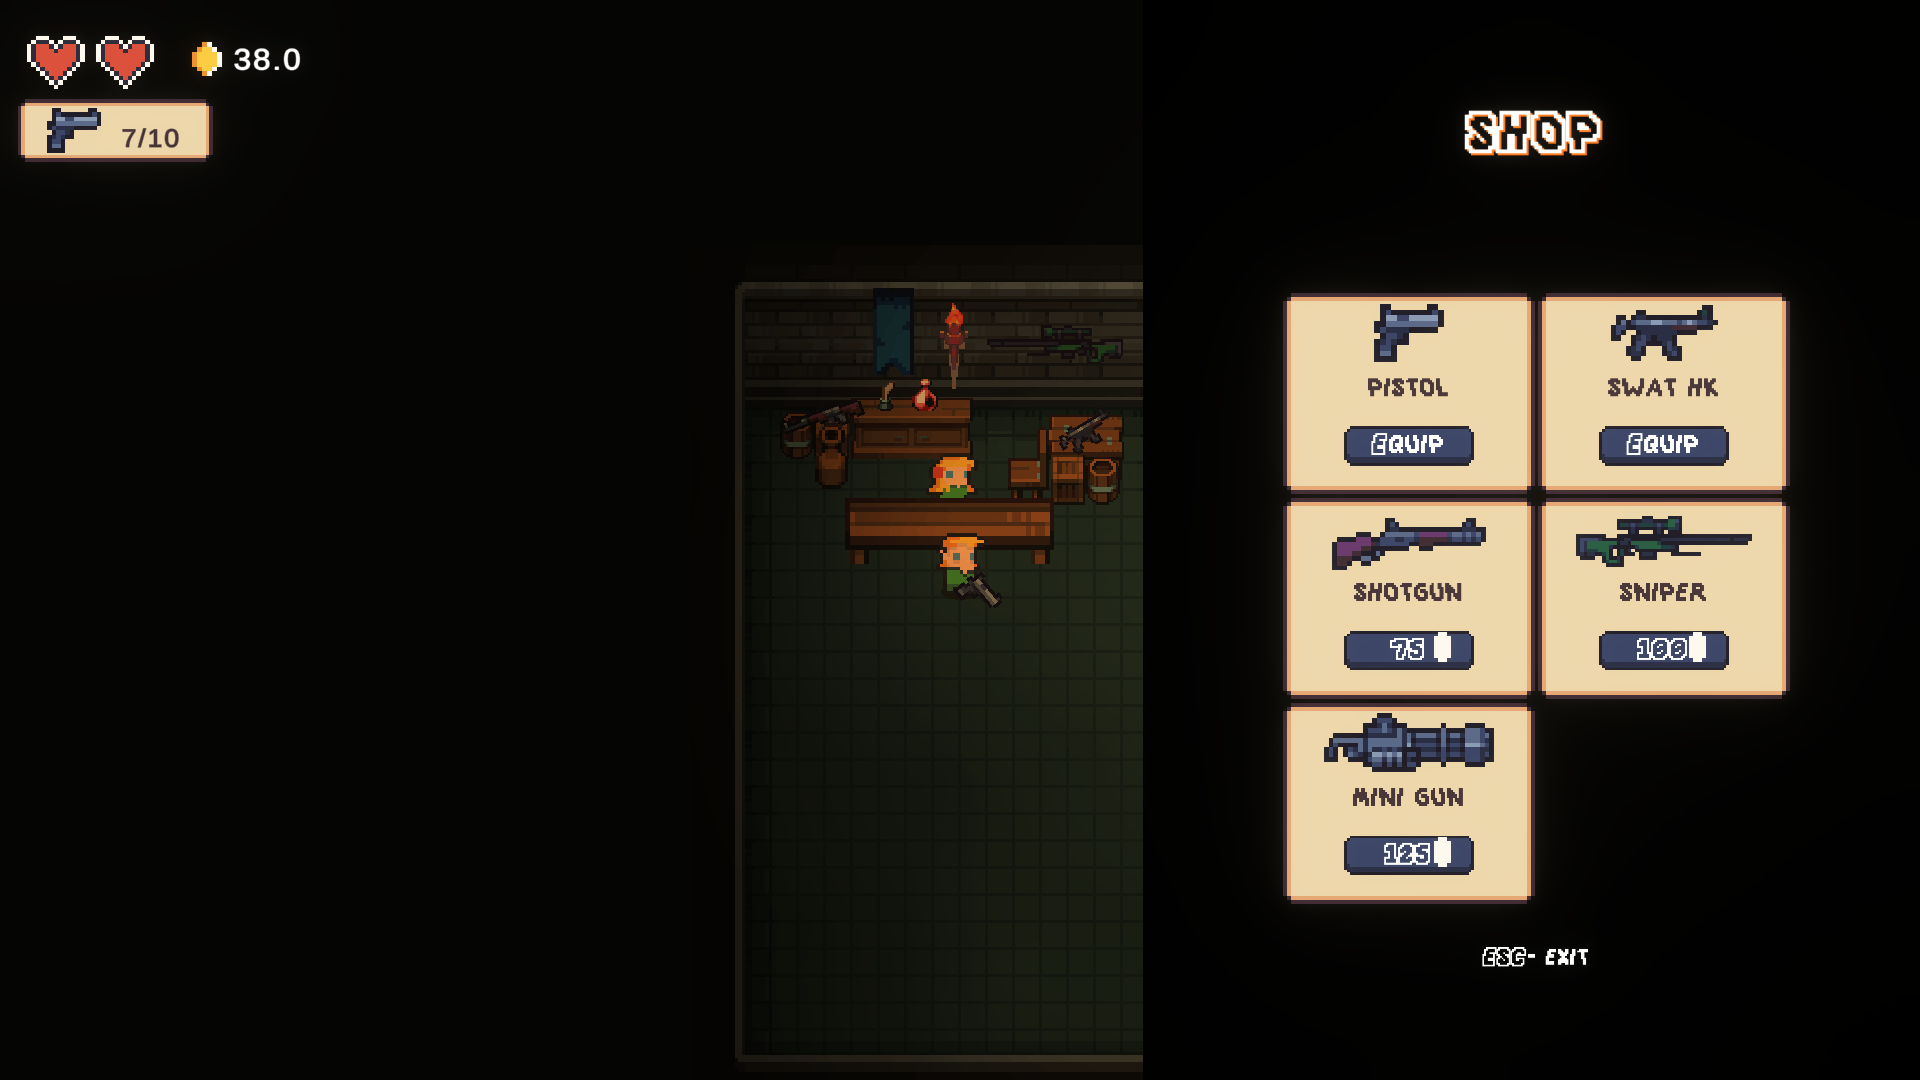 38.0
7/10
SHOP
PISTOL
SWAT HK
EQUIP
EQUIP
SHOTGUN
SNIPER
75
100
MINI GUN
125
ESC- EXIT